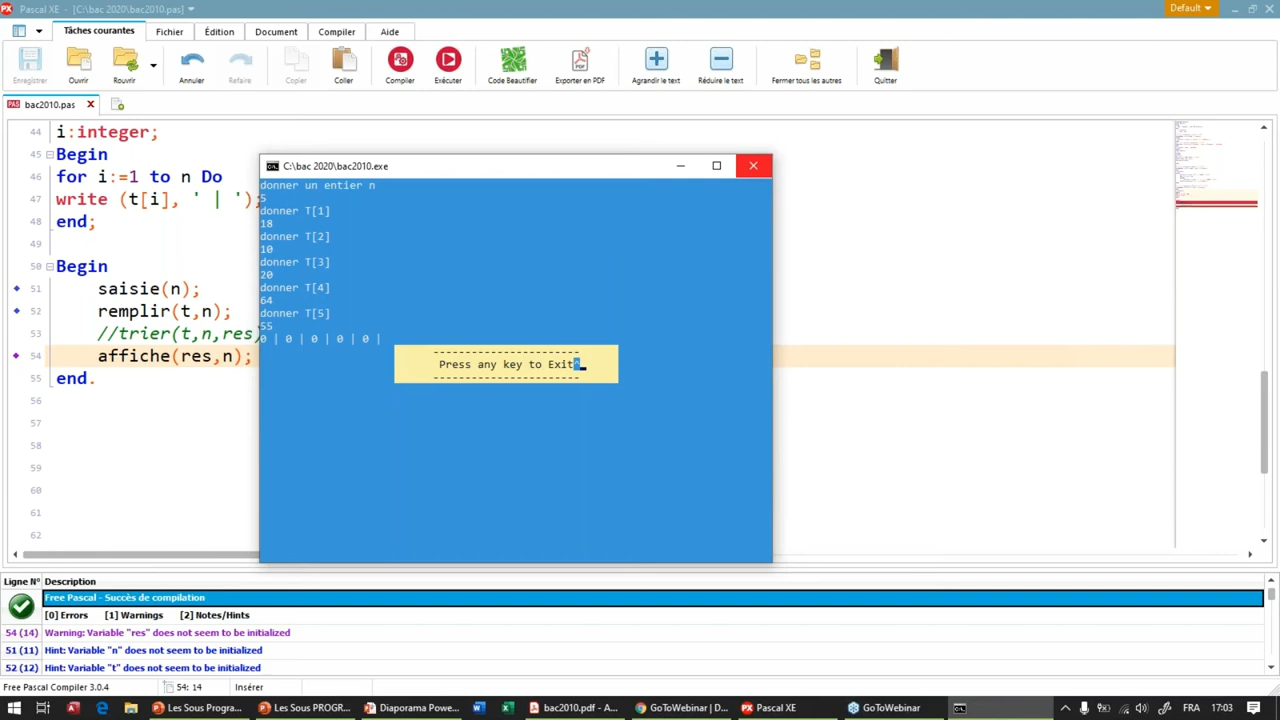 Pascal XE - [C:\bac 2020\bac2010.pas]
Default
Tâches courantes Fichier Édition Document Compiler Aide
Enregistrer Ouvrir Rouvrir Annuler Refaire Copier Coller Compiler Exécuter Code Beautifier Exporter en PDF Agrandir le text Réduire le text Fermer tous les autres Quitter
PAS bac2010.pas
44 i:integer;
45 Begin
46 for i:=1 to n Do
47 write (t[i], ' | ');
48 end;
49
50 Begin
51 saisie(n);
52 remplir(t,n);
53 //trier(t,n,res)
54 affiche(res,n);
55 end.
56
57
58
59
60
61
62
C:\bac 2020\bac2010.exe
donner un entier n
5
donner T[1]
18
donner T[2]
10
donner T[3]
20
donner T[4]
64
donner T[5]
55
0 | 0 | 0 | 0 | 0 |
------------------------
Press any key to Exit
------------------------
Ligne N° Description
Free Pascal - Succès de compilation
[0] Errors [1] Warnings [2] Notes/Hints
54 (14) Warning: Variable "res" does not seem to be initialized
51 (11) Hint: Variable "n" does not seem to be initialized
52 (12) Hint: Variable "t" does not seem to be initialized
Free Pascal Compiler 3.0.4 54: 14 Insérer
Les Sous Progra... Les Sous PROGR... Diaporama Powe... bac2010.pdf - A... GoToWebinar | D... Pascal XE GoToWebinar FRA 17:03